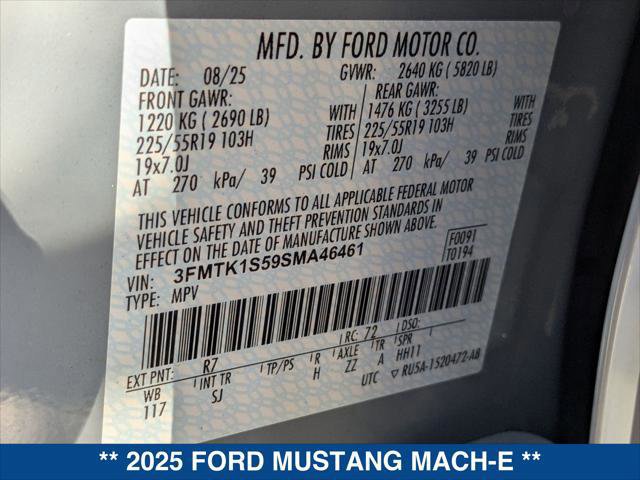 MFD. BY FORD MOTOR CO.
DATE: 08/25 GVWR: 2640 KG ( 5820 LB)
FRONT GAWR: REAR GAWR:
1220 KG ( 2690 LB) WITH 1476 KG ( 3255 LB) WITH
225/55R19 103H TIRES 225/55R19 103H TIRES
19x7.0J RIMS 19x7.0J RIMS
AT 270 kPa/ 39 PSI COLD AT 270 kPa/ 39 PSI COLD
THIS VEHICLE CONFORMS TO ALL APPLICABLE FEDERAL MOTOR
VEHICLE SAFETY AND THEFT PREVENTION STANDARDS IN
EFFECT ON THE DATE OF MANUFACTURE SHOWN ABOVE.
VIN: 3FMTK1S59SMA46461 F0091
TYPE: MPV T0194
EXT PNT: R7 RC: 72 DSO:
WB INT TR TP/PS R AXLE TR SPR
117 SJ H ZZ A HH11
UTC ▽ RU5A-1520472-AB
** 2025 FORD MUSTANG MACH-E **